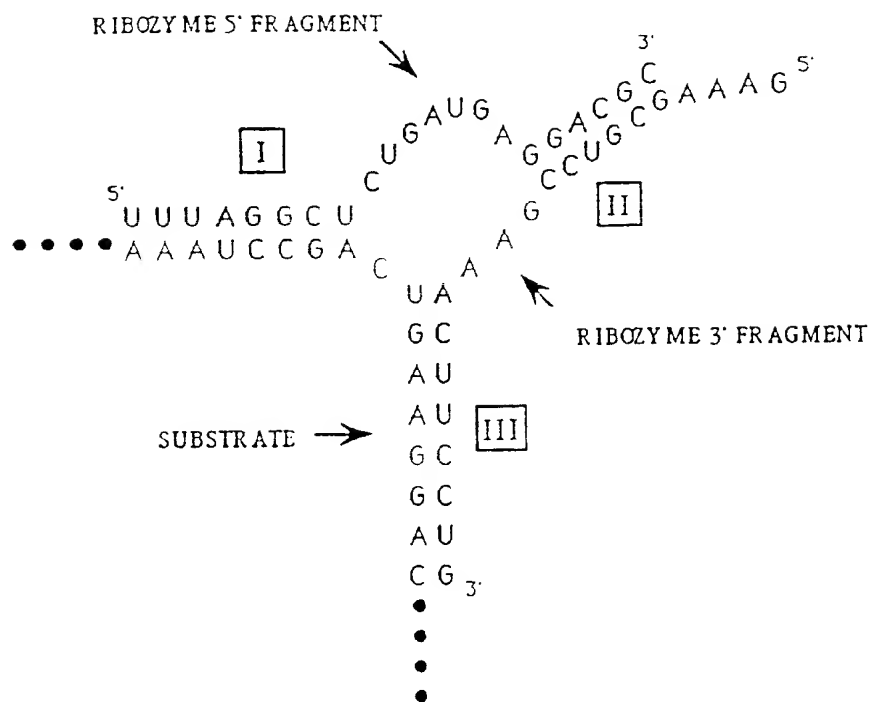 RIBOZYME 5' FRAGMENT
I
5'
U U U A G G C U C U G A U G A G G A C G C
3'
5'
G A A A G C G U C C G A A
II
A A A U C C G A C
RIBOZYME 3' FRAGMENT
U A
G C
A U
A U
SUBSTRATE
III
G C
G C
A U
C G 3'